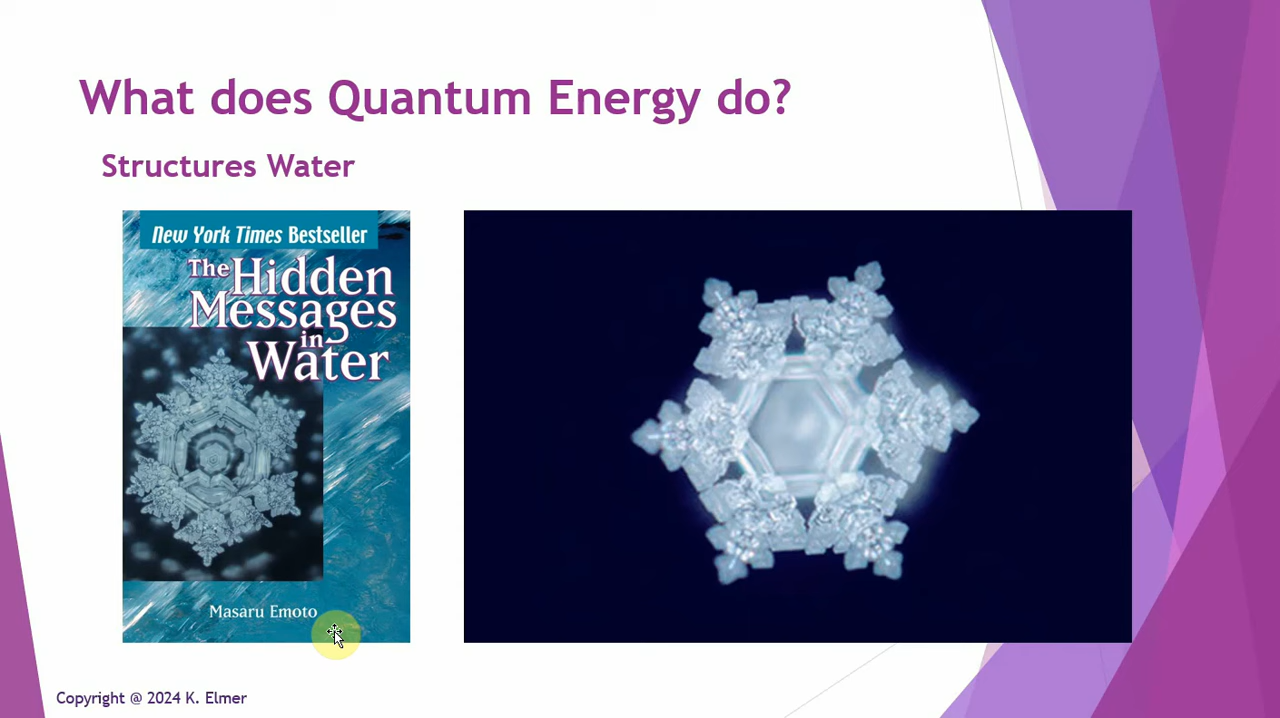 What does Quantum Energy do?
Structures Water
New York Times Bestseller
The Hidden
Messages
in
Water
Masaru Emoto
Copyright @ 2024 K. Elmer